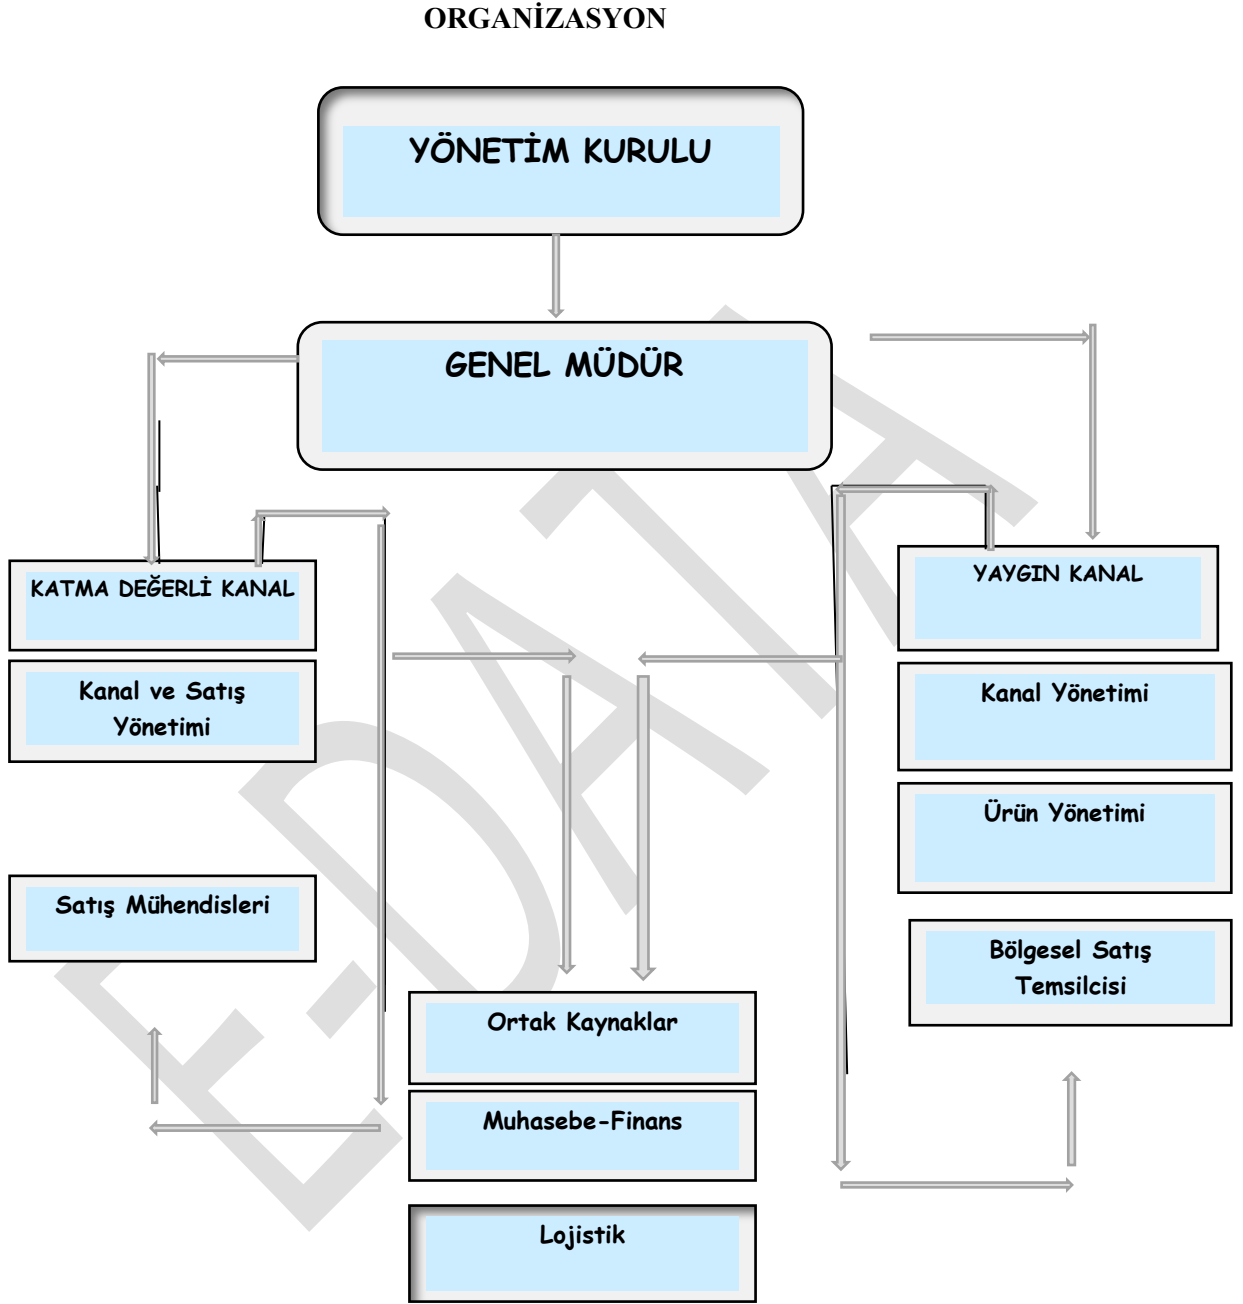 ORGANİZASYON
YÖNETİM KURULU
GENEL MÜDÜR
KATMA DEĞERLİ KANAL
Kanal ve Satış
Yönetimi
Satış Mühendisleri
YAYGIN KANAL
Kanal Yönetimi
Ürün Yönetimi
Bölgesel Satış
Temsilcisi
Ortak Kaynaklar
Muhasebe-Finans
Lojistik
E-DATA